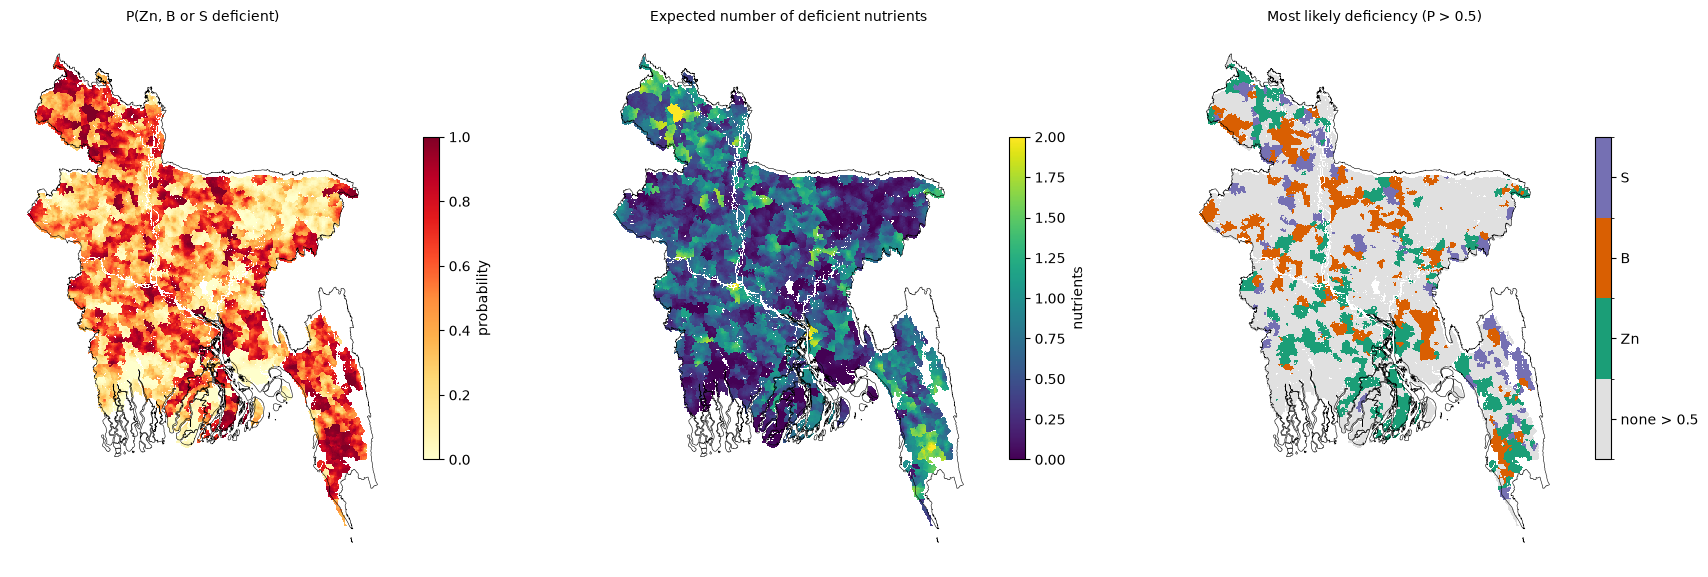 P(Zn, B or S deficient)
1.0
0.8
0.6
0.4
0.2
0.0
probability
Expected number of deficient nutrients
2.00
1.75
1.50
1.25
1.00
0.75
0.50
0.25
0.00
nutrients
Most likely deficiency (P > 0.5)
S
B
Zn
none > 0.5